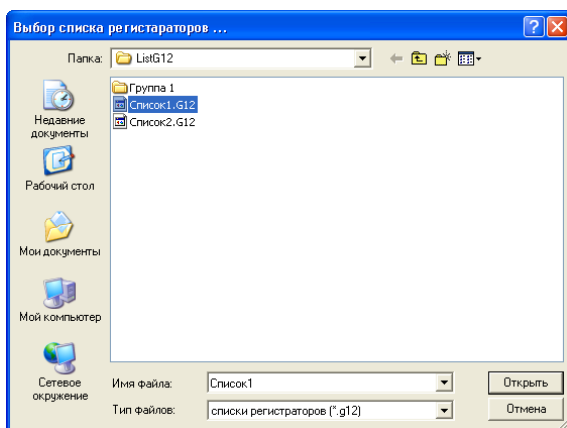 Выбор списка регистараторов ...
Папка: ListG12
Группа 1
Список1.G12
Список2.G12
Недавние документы
Рабочий стол
Мои документы
Мой компьютер
Сетевое окружение
Имя файла: Список1 Открыть
Тип файлов: списки регистраторов (*.g12) Отмена